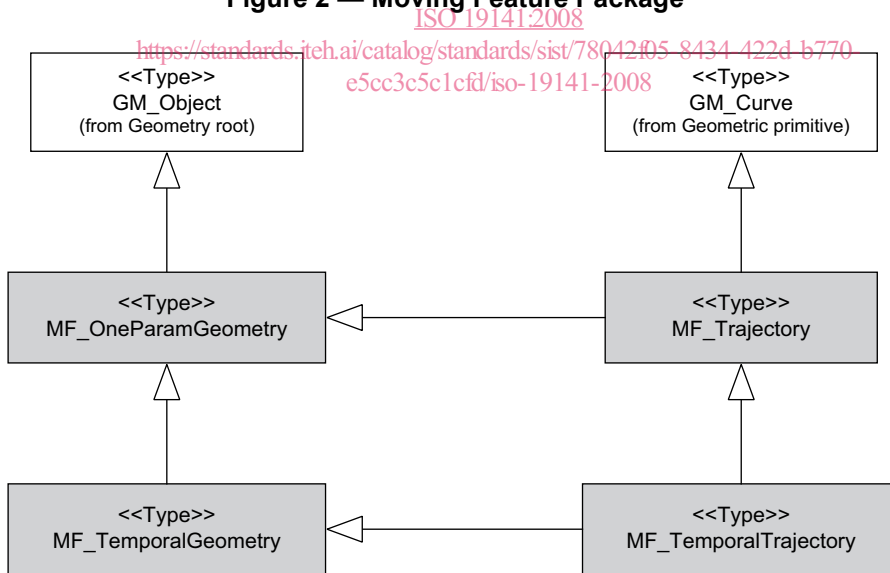 Figure 2 — Moving Feature Package
ISO 19141:2008
https://standards.iteh.ai/catalog/standards/sist/78042f05-8434-422d-b770-
e5cc3c5c1cfd/iso-19141-2008
<<Type>>
GM_Object
(from Geometry root)
<<Type>>
GM_Curve
(from Geometric primitive)
<<Type>>
MF_OneParamGeometry
<<Type>>
MF_Trajectory
<<Type>>
MF_TemporalGeometry
<<Type>>
MF_TemporalTrajectory